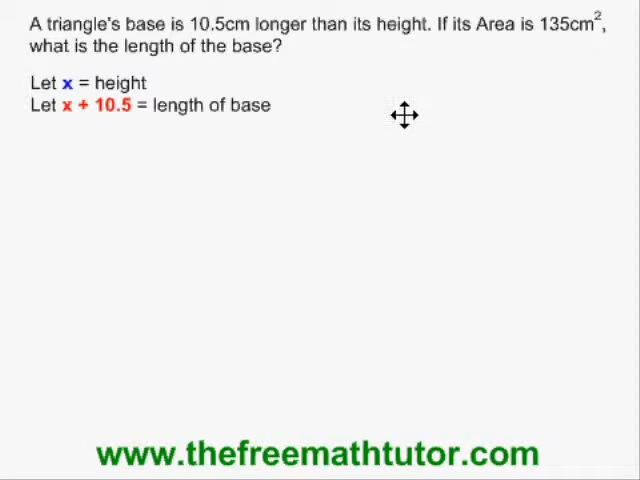 A triangle's base is 10.5cm longer than its height. If its Area is 135cm²,
what is the length of the base?
Let x = height
Let x + 10.5 = length of base
www.thefreemathtutor.com